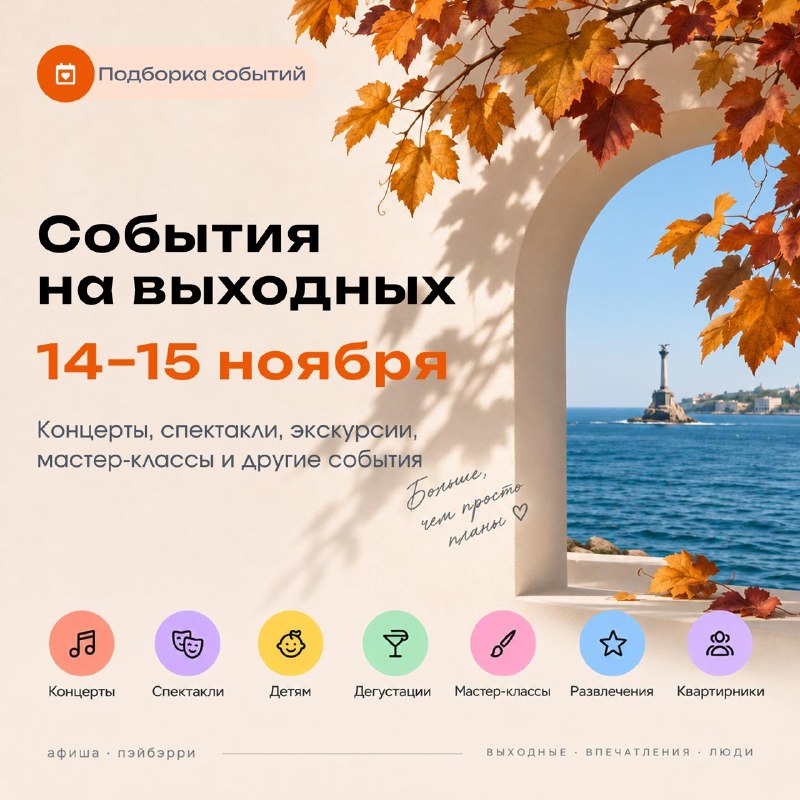 Подборка событий
События
на выходных
14–15 ноября
Концерты, спектакли, экскурсии,
мастер-классы и другие события
Больше,
чем просто
планы ♡
Концерты
Спектакли
Детям
Дегустации
Мастер-классы
Развлечения
Квартирники
афиша · пэйбэрри
ВЫХОДНЫЕ · ВПЕЧАТЛЕНИЯ · ЛЮДИ